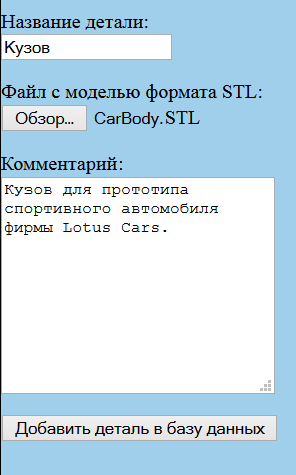 Название детали:
Кузов
Файл с моделью формата STL:
Обзор... CarBody.STL
Комментарий:
Кузов для прототипа
спортивного автомобиля
фирмы Lotus Cars.
Добавить деталь в базу данных